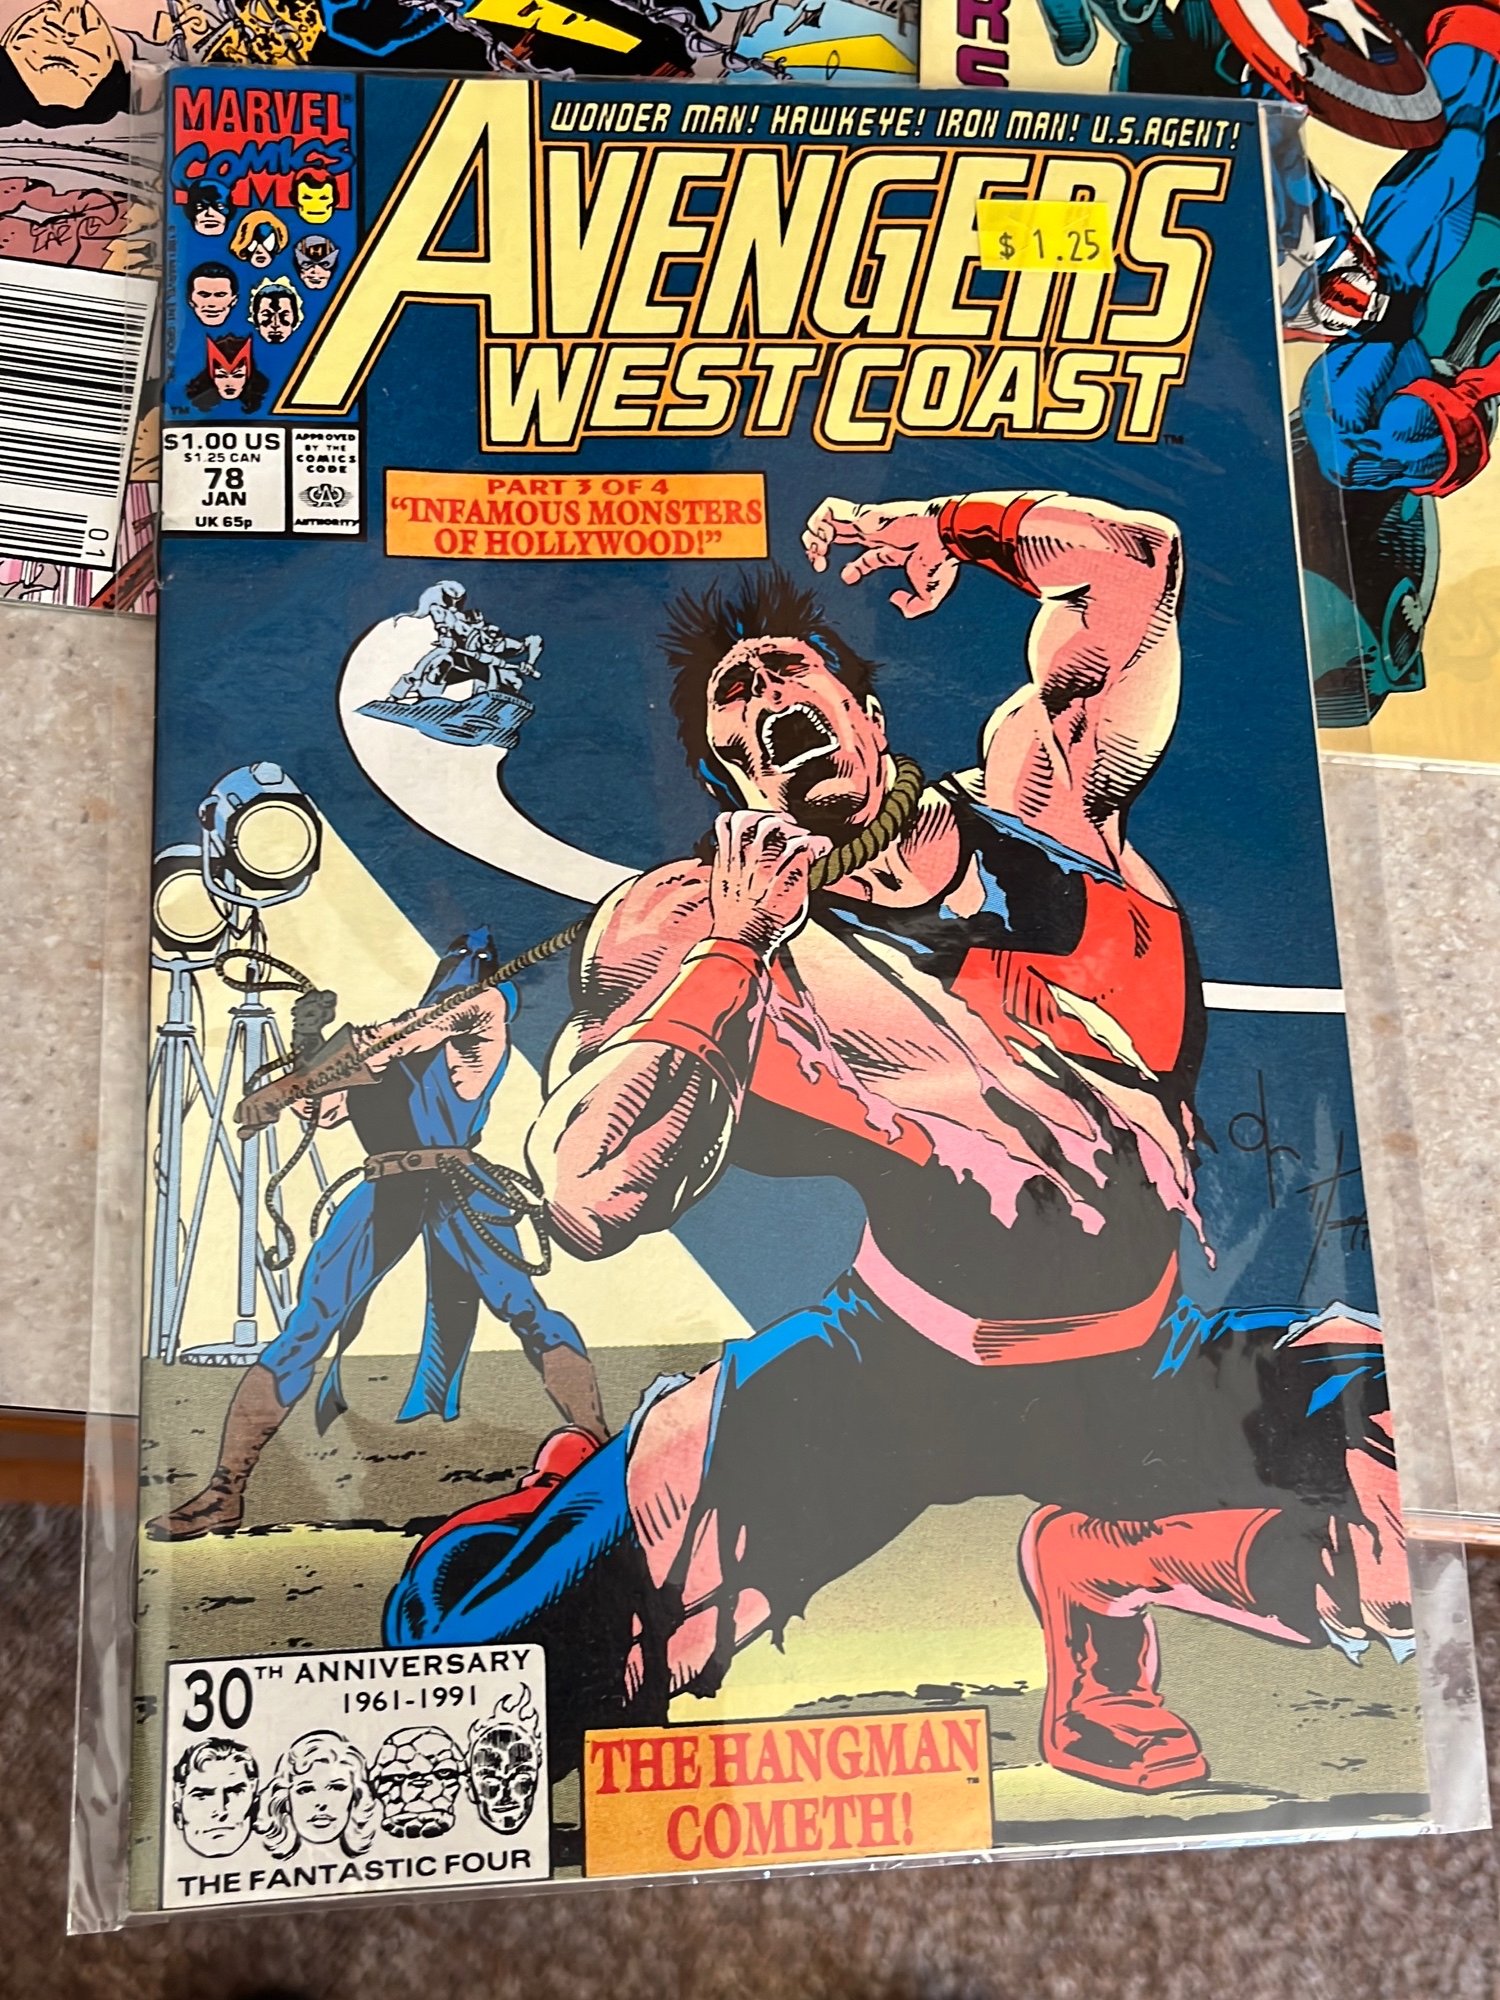 MARVEL
COMICS
WONDER MAN! HAWKEYE! IRON MAN! U.S.AGENT!
AVENGERS
WEST COAST
TM
$ 1.25
$1.00 US
$1.25 CAN
78
JAN
UK 65p
APPROVED
BY THE
COMICS
CODE
AUTHORITY
PART 3 OF 4
"INFAMOUS MONSTERS
OF HOLLYWOOD!"
30TH ANNIVERSARY
1961-1991
THE FANTASTIC FOUR
THE HANGMAN
COMETH!
01